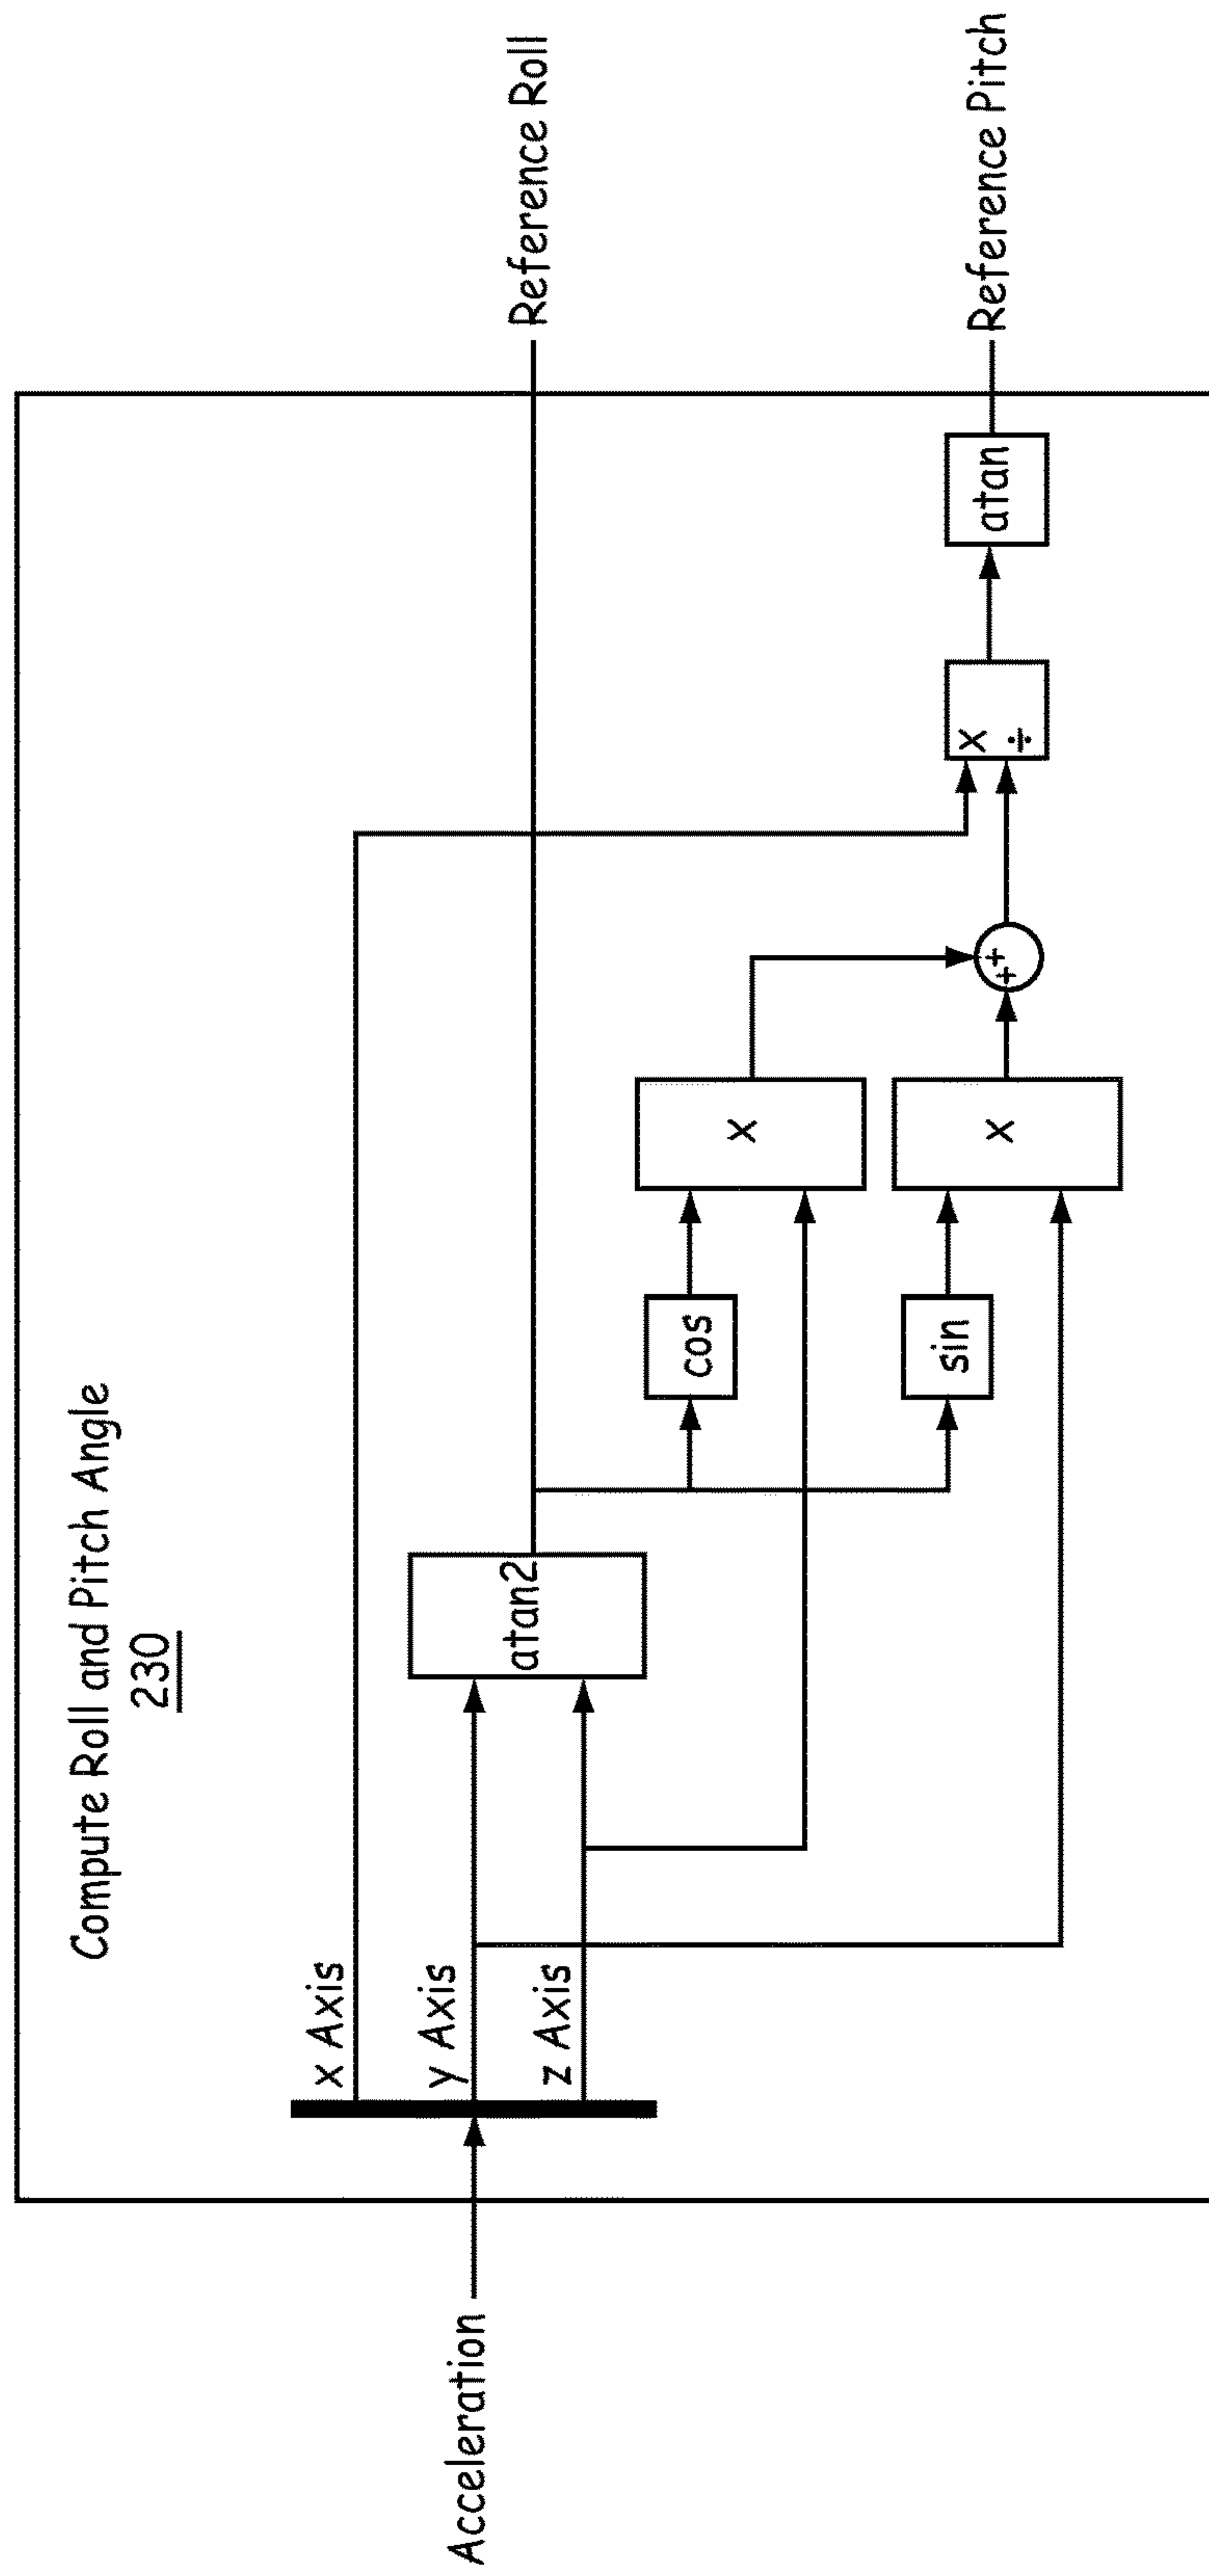 Compute Roll and Pitch Angle
230
Acceleration
x Axis
y Axis
z Axis
atan2
cos
sin
x
x
+
+
x
÷
atan
Reference Roll
Reference Pitch